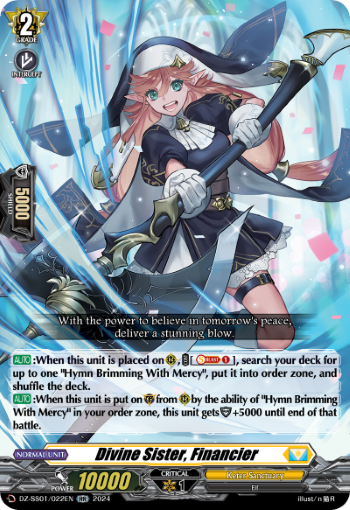 2
GRADE
INTERCEPT
5000
SHIELD
With the power to believe in tomorrow's peace,
deliver a stunning blow.
AUTO :When this unit is placed on , [ BLAST 1 ], search your deck for
up to one "Hymn Brimming With Mercy", put it into order zone, and
shuffle the deck.
AUTO :When this unit is put on from by the ability of "Hymn Brimming
With Mercy" in your order zone, this unit gets +5000 until end of that
battle.
NORMAL UNIT
Divine Sister, Financier
POWER 10000
CRITICAL
1
Keter Sanctuary
Elf
DZ-SS01/022EN RR 2024
illust/n猫R